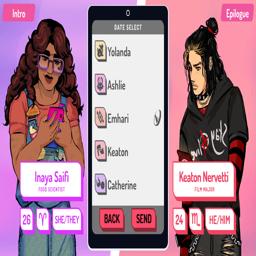 Intro
DATE SELECT
Epilogue
Yolanda
Ashlie
Emhari
Keaton
Catherine
Inaya Saifi
FOOD SCIENTIST
Keaton Nervetti
FILM MAJOR
26
♈
SHE/THEY
BACK
SEND
24
♏
HE/HIM